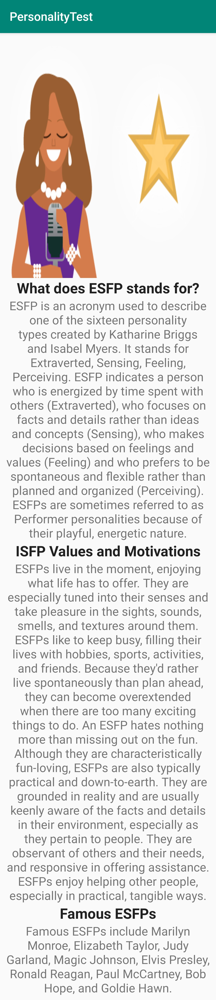 PersonalityTest
What does ESFP stands for?
ESFP is an acronym used to describe
one of the sixteen personality
types created by Katharine Briggs
and Isabel Myers. It stands for
Extraverted, Sensing, Feeling,
Perceiving. ESFP indicates a person
who is energized by time spent with
others (Extraverted), who focuses on
facts and details rather than ideas
and concepts (Sensing), who makes
decisions based on feelings and
values (Feeling) and who prefers to be
spontaneous and flexible rather than
planned and organized (Perceiving).
ESFPs are sometimes referred to as
Performer personalities because of
their playful, energetic nature.
ISFP Values and Motivations
ESFPs live in the moment, enjoying
what life has to offer. They are
especially tuned into their senses and
take pleasure in the sights, sounds,
smells, and textures around them.
ESFPs like to keep busy, filling their
lives with hobbies, sports, activities,
and friends. Because they'd rather
live spontaneously than plan ahead,
they can become overextended
when there are too many exciting
things to do. An ESFP hates nothing
more than missing out on the fun.
Although they are characteristically
fun-loving, ESFPs are also typically
practical and down-to-earth. They are
grounded in reality and are usually
keenly aware of the facts and details
in their environment, especially as
they pertain to people. They are
observant of others and their needs,
and responsive in offering assistance.
ESFPs enjoy helping other people,
especially in practical, tangible ways.
Famous ESFPs
Famous ESFPs include Marilyn
Monroe, Elizabeth Taylor, Judy
Garland, Magic Johnson, Elvis Presley,
Ronald Reagan, Paul McCartney, Bob
Hope, and Goldie Hawn.